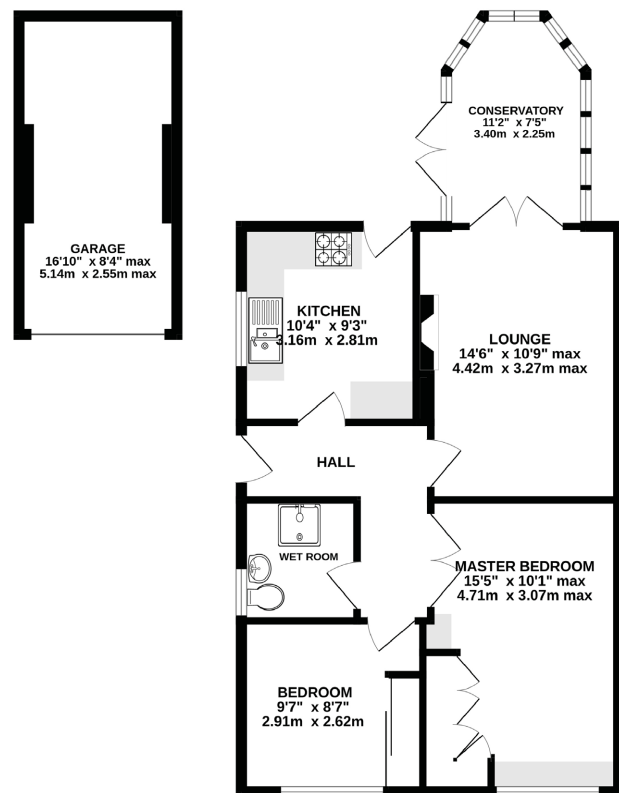 CONSERVATORY
11'2" x 7'5"
3.40m x 2.25m
GARAGE
16'10" x 8'4" max
5.14m x 2.55m max
KITCHEN
10'4" x 9'3"
3.16m x 2.81m
LOUNGE
14'6" x 10'9" max
4.42m x 3.27m max
HALL
WET ROOM
MASTER BEDROOM
15'5" x 10'1" max
4.71m x 3.07m max
BEDROOM
9'7" x 8'7"
2.91m x 2.62m